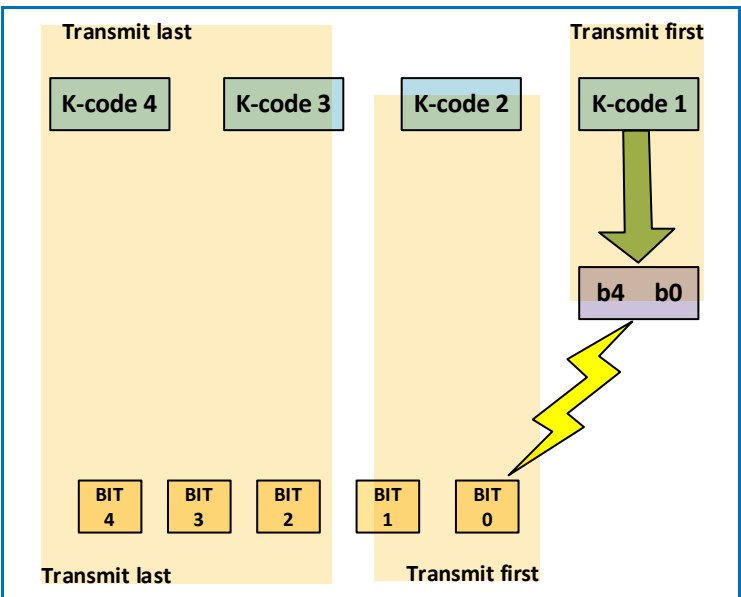 Transmit last
Transmit first
K-code 4
K-code 3
K-code 2
K-code 1
b4 b0
BIT
4
BIT
3
BIT
2
BIT
1
BIT
0
Transmit last
Transmit first